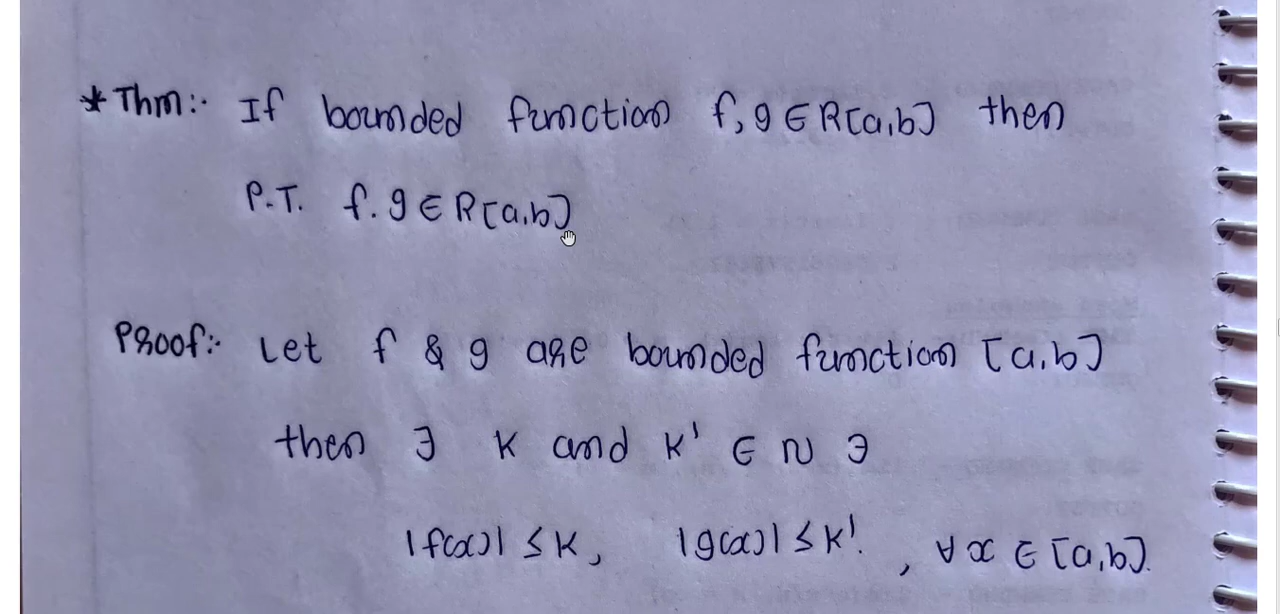 * Thm:- If bounded function f, g ∈ R[a,b] then
P.T. f.g ∈ R[a,b]
Proof:- Let f & g are bounded function [a,b]
then ∃ K and K' ∈ N ∋
|f(x)| ≤ K, |g(x)| ≤ K'. , ∀ x ∈ [a,b].